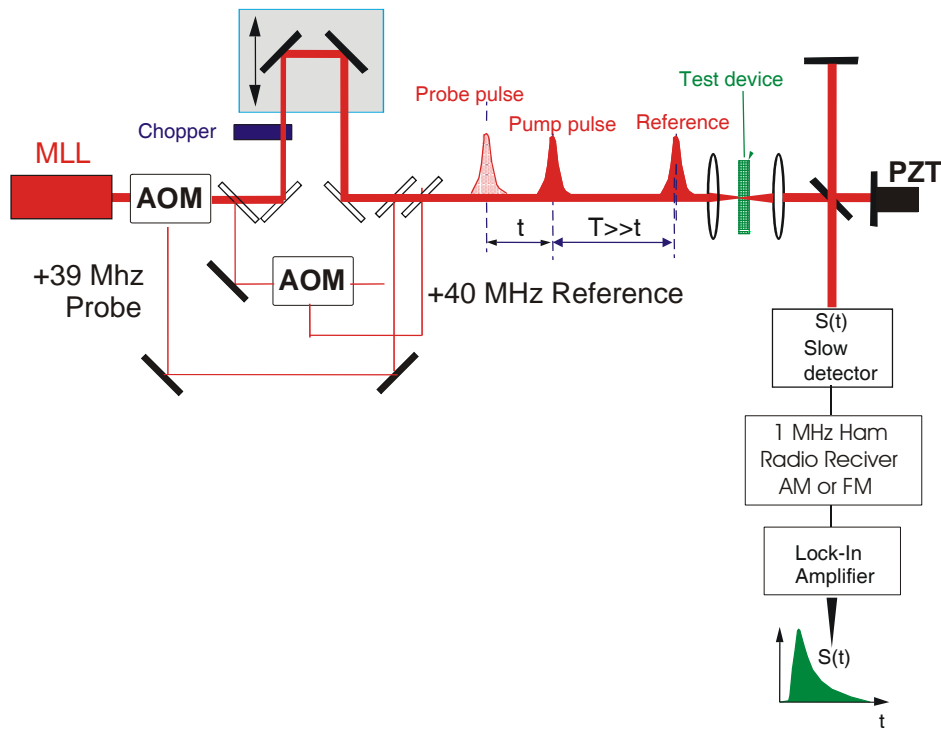 Test device
Probe pulse
Pump pulse
Reference
Chopper
MLL
AOM
PZT
t
T>>t
+39 Mhz
Probe
AOM
+40 MHz Reference
S(t)
Slow
detector
1 MHz Ham
Radio Reciver
AM or FM
Lock-In
Amplifier
S(t)
t